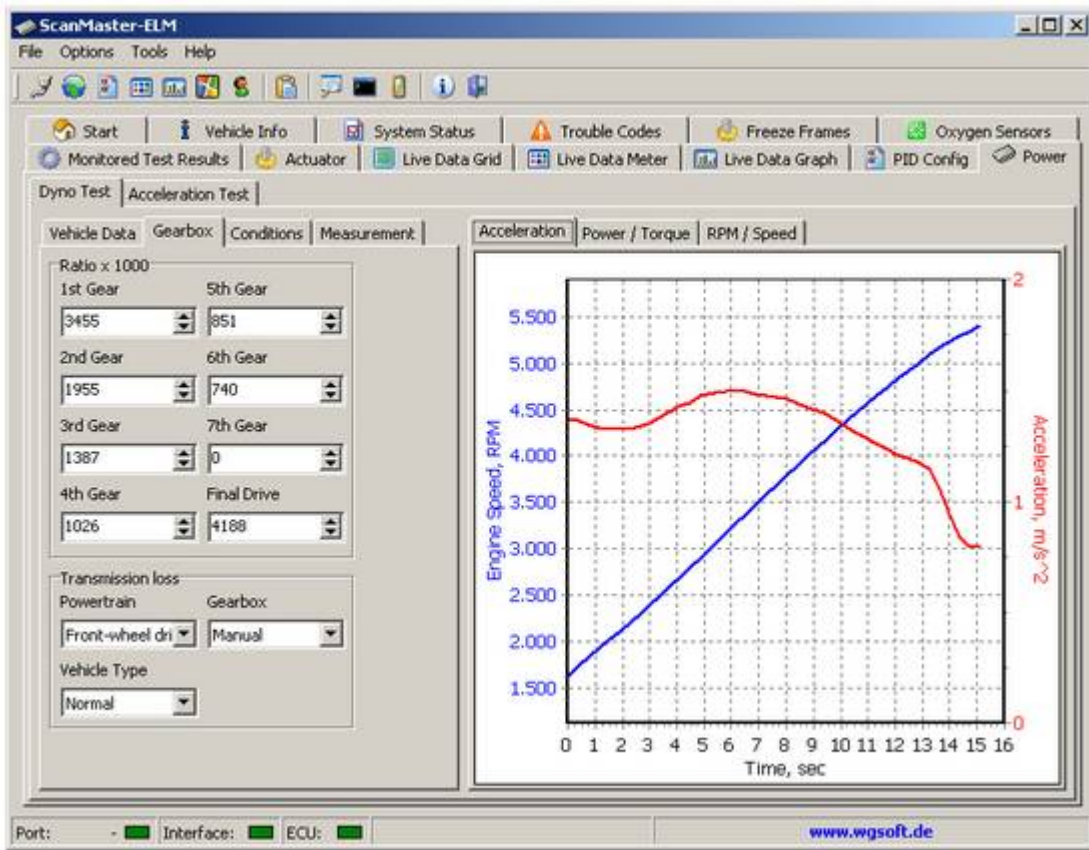 ScanMaster-ELM
File Options Tools Help
Start Vehicle Info System Status Trouble Codes Freeze Frames Oxygen Sensors
Monitored Test Results Actuator Live Data Grid Live Data Meter Live Data Graph PID Config Power
Dyno Test Acceleration Test
Vehicle Data Gearbox Conditions Measurement
Ratio x 1000
1st Gear 5th Gear
3455 851
2nd Gear 6th Gear
1955 740
3rd Gear 7th Gear
1387 0
4th Gear Final Drive
1026 4188
Transmission loss
Powertrain Gearbox
Front-wheel dri Manual
Vehicle Type
Normal
Acceleration Power / Torque RPM / Speed
Engine Speed, RPM
5.500
5.000
4.500
4.000
3.500
3.000
2.500
2.000
1.500
2
1
0
Acceleration, m/s^2
0 1 2 3 4 5 6 7 8 9 10 11 12 13 14 15 16
Time, sec
Port: - Interface: ECU: www.wgsoft.de